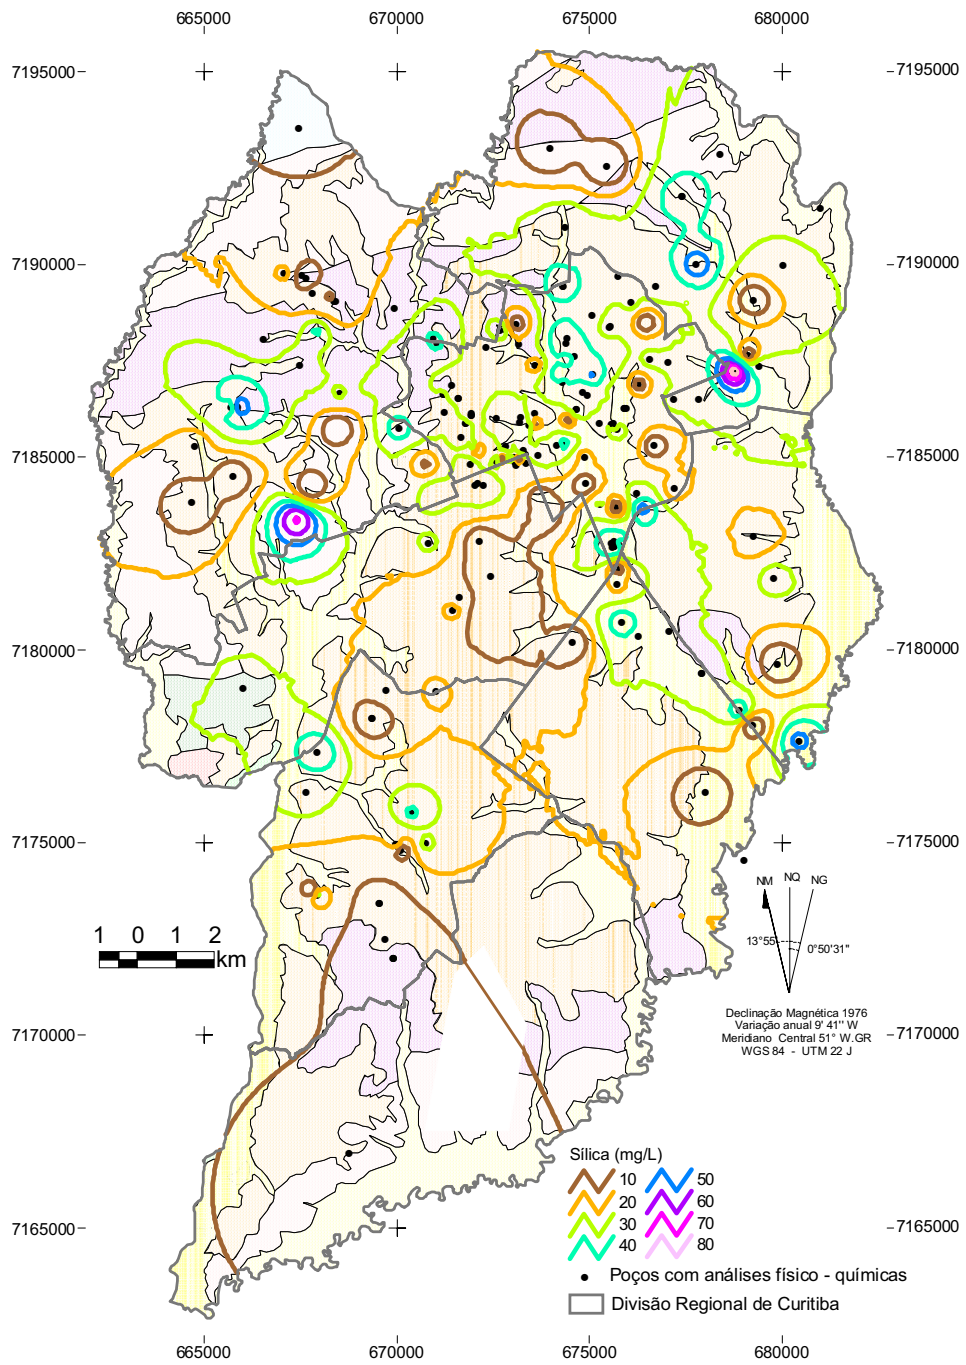 665000 670000 675000 680000
7195000 7195000
7190000 7190000
7185000 7185000
7180000 7180000
7175000 7175000
NM NQ NG
13°55' 0°50'31"
1 0 1 2
km
Declinação Magnética 1976
Variação anual 9' 41'' W
Meridiano Central 51° W.GR
WGS 84 - UTM 22 J
7170000 7170000
Sílica (mg/L)
10 50
20 60
30 70
40 80
7165000 7165000
Poços com análises físico - químicas
Divisão Regional de Curitiba
665000 670000 675000 680000